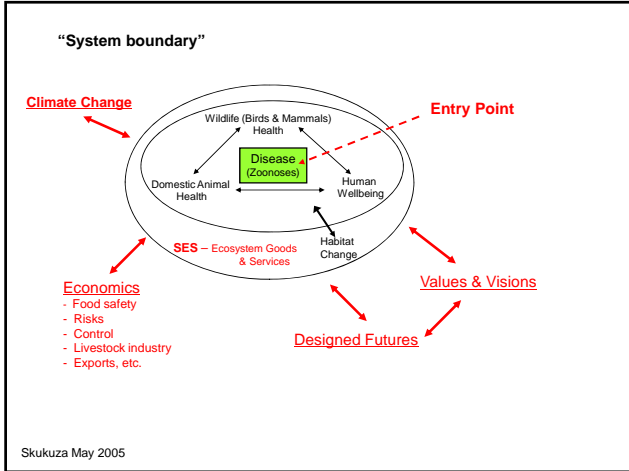 “System boundary”
Climate Change
Entry Point
Wildlife (Birds & Mammals)
Health
Disease
(Zoonoses)
Domestic Animal
Health
Human
Wellbeing
SES – Ecosystem Goods
& Services
Habitat
Change
Economics
- Food safety
- Risks
- Control
- Livestock industry
- Exports, etc.
Values & Visions
Designed Futures
Skukuza May 2005